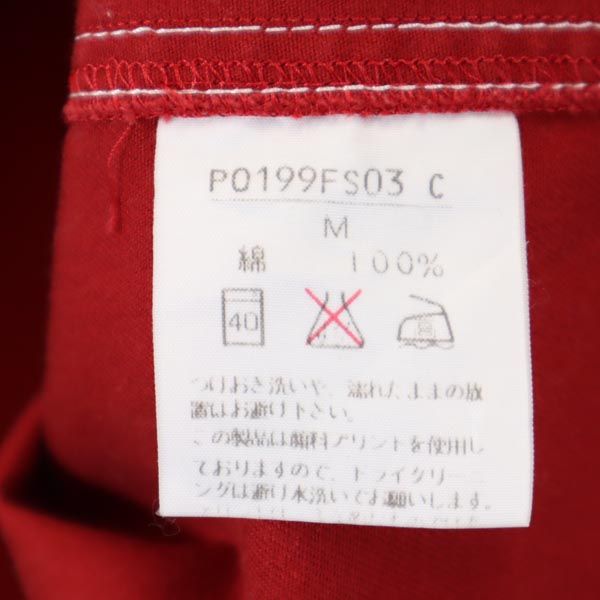 P0199FS03 C
M
綿 100%
40
つけおき洗いや、濡れたままの放
置はお避け下さい。
この製品は顔料プリントを使用し
ておりますので、ドライクリーニ
ングは避け水洗いでお願いします。